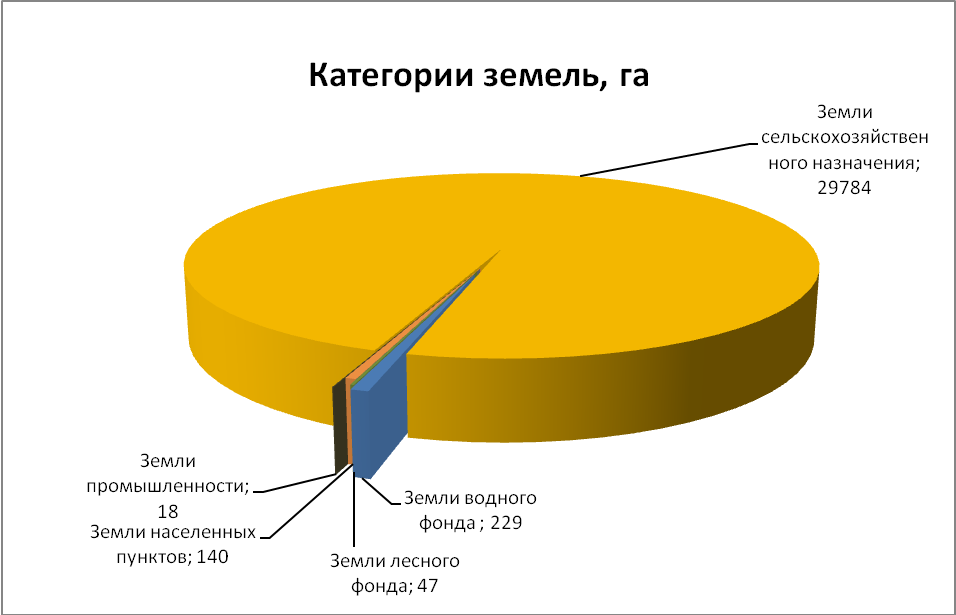 Категории земель, га
Земли
сельскохозяйствен
ного назначения;
29784
Земли
промышленности;
18
Земли населенных
пунктов; 140
Земли водного
фонда ; 229
Земли лесного
фонда; 47